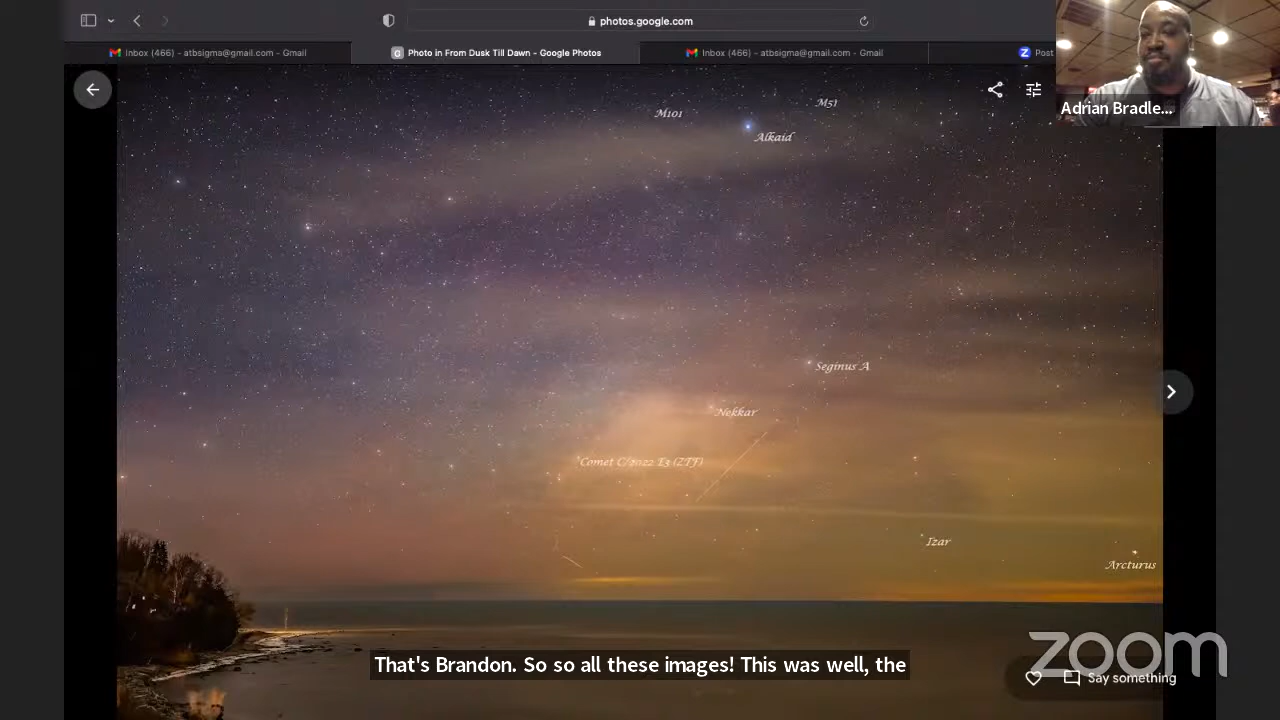 photos.google.com
Inbox (466) - atbsigma@gmail.com - Gmail
G
Photo in From Dusk Till Dawn - Google Photos
Inbox (466) - atbsigma@gmail.com - Gmail
Z
Post
Adrian Bradle...
M101
M51
Alkaid
Seginus A
Nekkar
Comet C/2022 E3 (ZTF)
Izar
Arcturus
That's Brandon. So so all these images! This was well, the
zoom
Say something